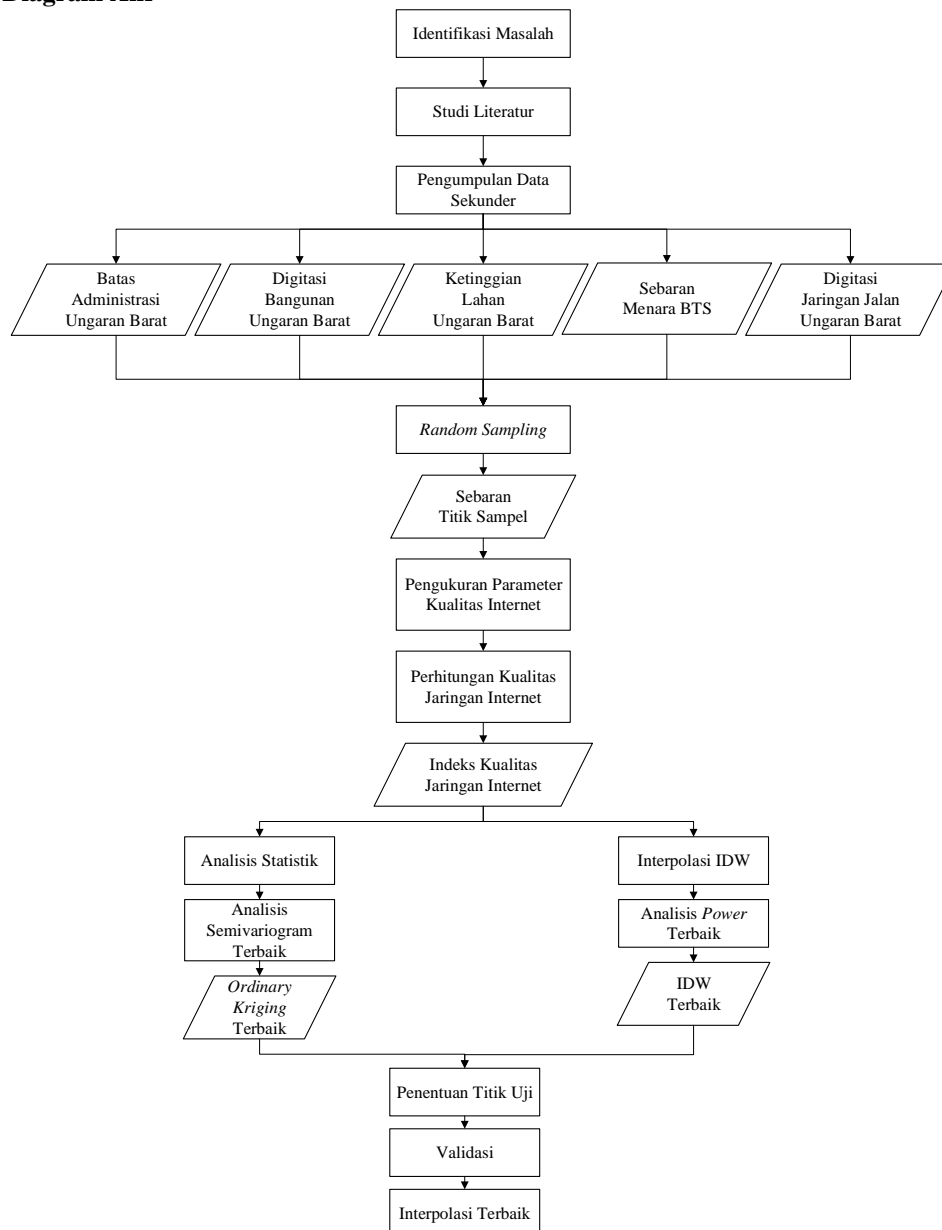 Identifikasi Masalah
Studi Literatur
Pengumpulan Data
Sekunder
Batas
Administrasi
Ungaran Barat
Digitasi
Bangunan
Ungaran Barat
Ketinggian
Lahan
Ungaran Barat
Sebaran
Menara BTS
Digitasi
Jaringan Jalan
Ungaran Barat
Random Sampling
Sebaran
Titik Sampel
Pengukuran Parameter
Kualitas Internet
Perhitungan Kualitas
Jaringan Internet
Indeks Kualitas
Jaringan Internet
Analisis Statistik
Analisis
Semivariogram
Terbaik
Ordinary
Kriging
Terbaik
Interpolasi IDW
Analisis Power
Terbaik
IDW
Terbaik
Penentuan Titik Uji
Validasi
Interpolasi Terbaik